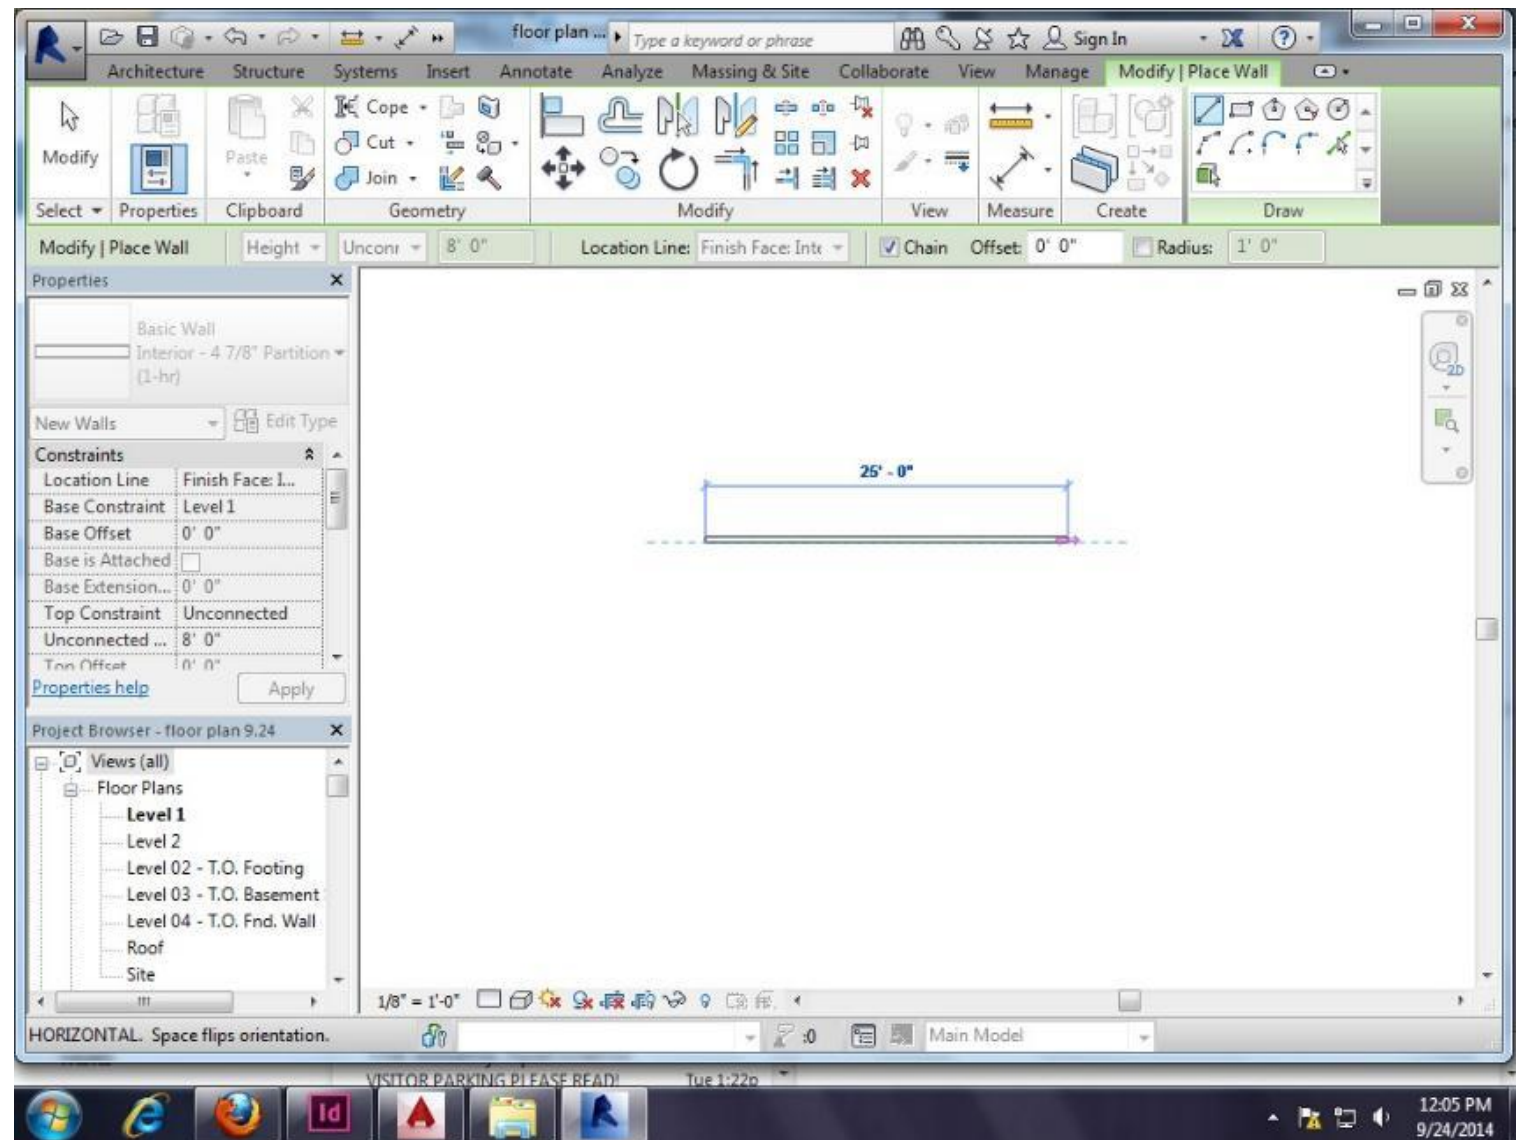 floor plan ...
Type a keyword or phrase
Sign In
Architecture Structure Systems Insert Annotate Analyze Massing & Site Collaborate View Manage Modify | Place Wall
Modify
Paste
Cope
Cut
Join
Select Properties Clipboard Geometry Modify View Measure Create Draw
Modify | Place Wall Height Unconr 8' 0" Location Line: Finish Face: Inte Chain Offset: 0' 0" Radius: 1' 0"
Properties
Basic Wall
Interior - 4 7/8" Partition
(1-hr)
New Walls Edit Type
Constraints
Location Line Finish Face: I...
Base Constraint Level 1
Base Offset 0' 0"
Base is Attached
Base Extension... 0' 0"
Top Constraint Unconnected
Unconnected ... 8' 0"
Top Offset 0' 0"
Properties help Apply
Project Browser - floor plan 9.24
Views (all)
Floor Plans
Level 1
Level 2
Level 02 - T.O. Footing
Level 03 - T.O. Basement
Level 04 - T.O. Fnd. Wall
Roof
Site
2D
25' - 0"
1/8" = 1'-0"
HORIZONTAL. Space flips orientation.
:0
Main Model
VISITOR PARKING PLEASE READ! Tue 1:22p
Id
12:05 PM
9/24/2014